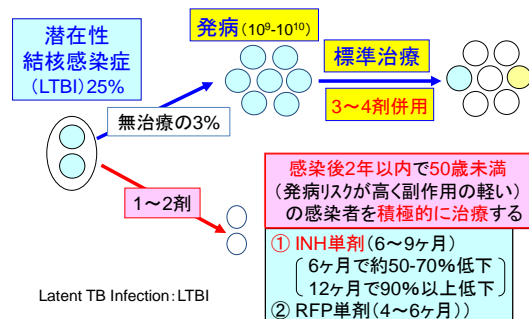 潜在性
結核感染症
(LTBI)25%
発病(10⁹-10¹⁰)
標準治療
3～4剤併用
無治療の3%
1～2剤
感染後2年以内で50歳未満
(発病リスクが高く副作用の軽い)
の感染者を積極的に治療する
① INH単剤(6～9ヶ月)
6ヶ月で約50-70%低下
12ヶ月で90%以上低下
② RFP単剤(4～6ヶ月))
Latent TB Infection：LTBI